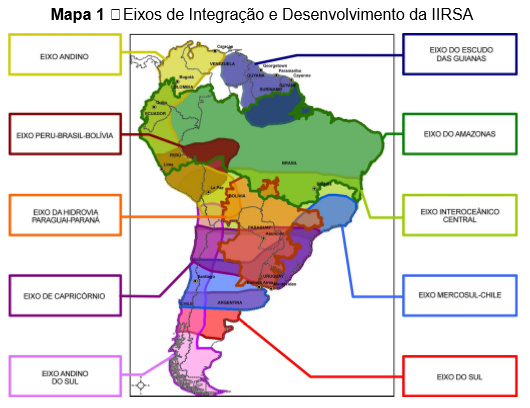 Mapa 1 Eixos de Integração e Desenvolvimento da IIRSA
EIXO ANDINO
EIXO DO ESCUDO
DAS GUIANAS
EIXO PERU-BRASIL-BOLÍVIA
EIXO DO AMAZONAS
EIXO DA HIDROVIA
PARAGUAI-PARANÁ
EIXO INTEROCEÂNICO
CENTRAL
EIXO DE CAPRICÓRNIO
EIXO MERCOSUL-CHILE
EIXO ANDINO
DO SUL
EIXO DO SUL
Caracas
VENEZUELA
Georgetown
Paramaribo
GUYANA
Cayenne
SURINAME
Bogotá
COLOMBIA
Quito
ECUADOR
PERU
Lima
BRASIL
La Paz
BOLIVIA
PARAGUAY
Santiago
URUGUAY
Buenos Aires
Montevideo
CHILE
ARGENTINA